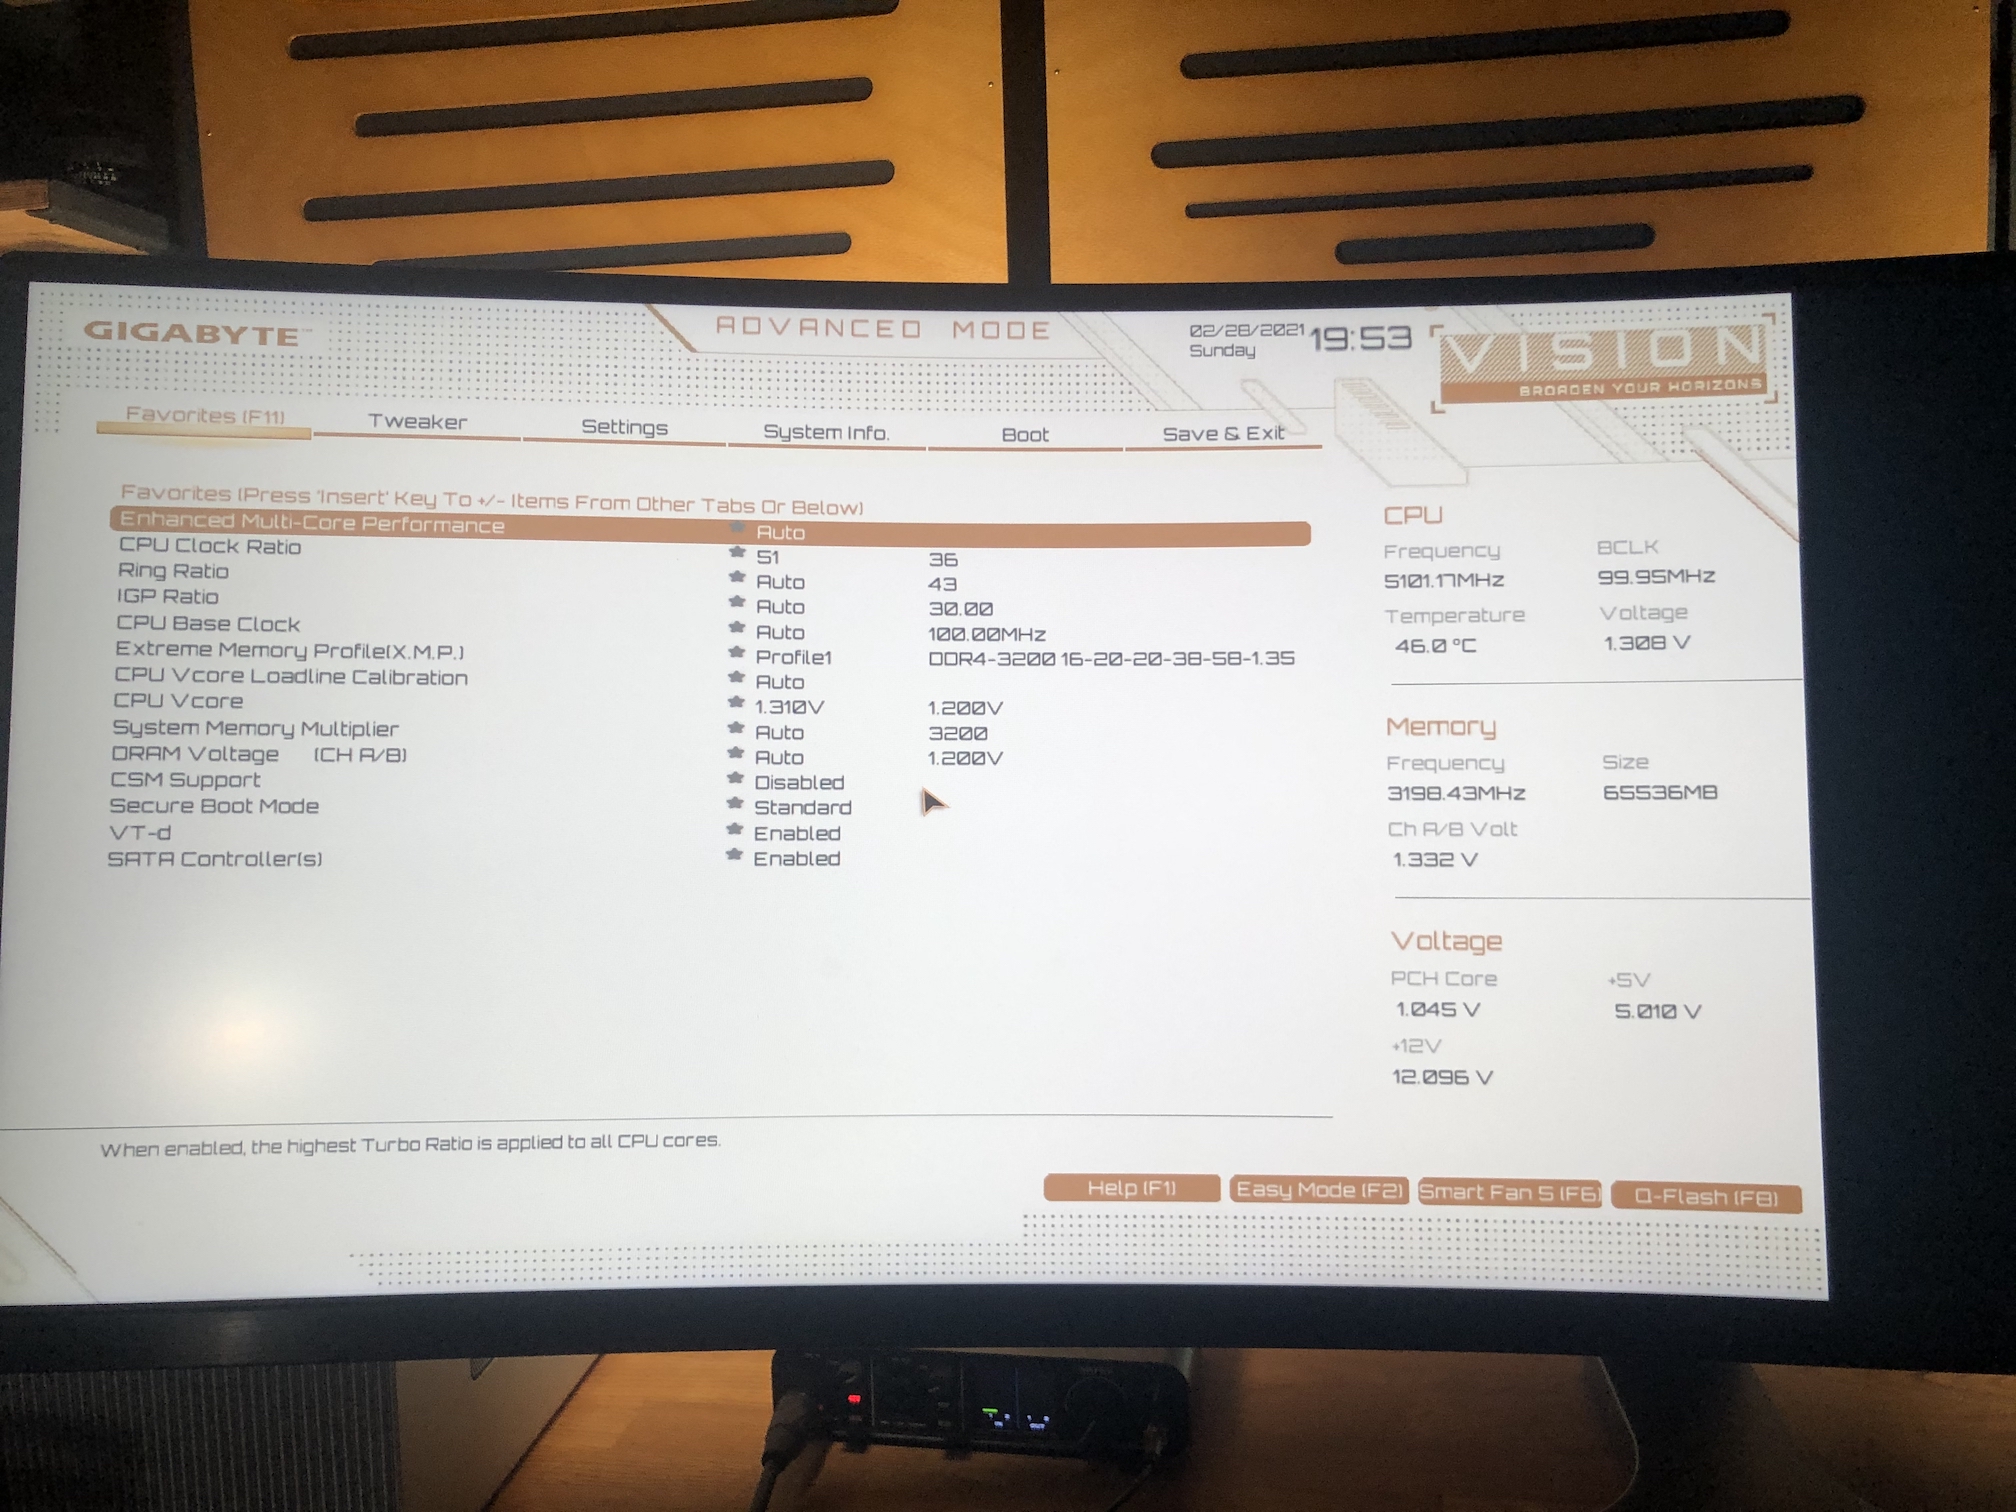 GIGABYTE
ADVANCED MODE
02/28/2021 19:53
Sunday
VISION
BROADEN YOUR HORIZONS
Favorites (F11)
Tweaker
Settings
System Info.
Boot
Save & Exit
Favorites (Press 'Insert' Key To +/- Items From Other Tabs Or Below)
Enhanced Multi-Core Performance Auto
CPU Clock Ratio 51 36
Ring Ratio Auto 43
IGP Ratio Auto 30.00
CPU Base Clock Auto 100.00MHz
Extreme Memory Profile(X.M.P.) Profile1 DDR4-3200 16-20-20-38-58-1.35
CPU Vcore Loadline Calibration Auto
CPU Vcore 1.310V 1.200V
System Memory Multiplier Auto 3200
DRAM Voltage (CH A/B) Auto 1.200V
CSM Support Disabled
Secure Boot Mode Standard
VT-d Enabled
SATA Controller(s) Enabled
CPU
Frequency BCLK
5101.17MHz 99.95MHz
Temperature Voltage
46.0 °C 1.308 V
Memory
Frequency Size
3198.43MHz 65536MB
Ch A/B Volt
1.332 V
Voltage
PCH Core +5V
1.045 V 5.010 V
+12V
12.096 V
When enabled, the highest Turbo Ratio is applied to all CPU cores.
Help (F1) Easy Mode (F2) Smart Fan 5 (F6) Q-Flash (F8)